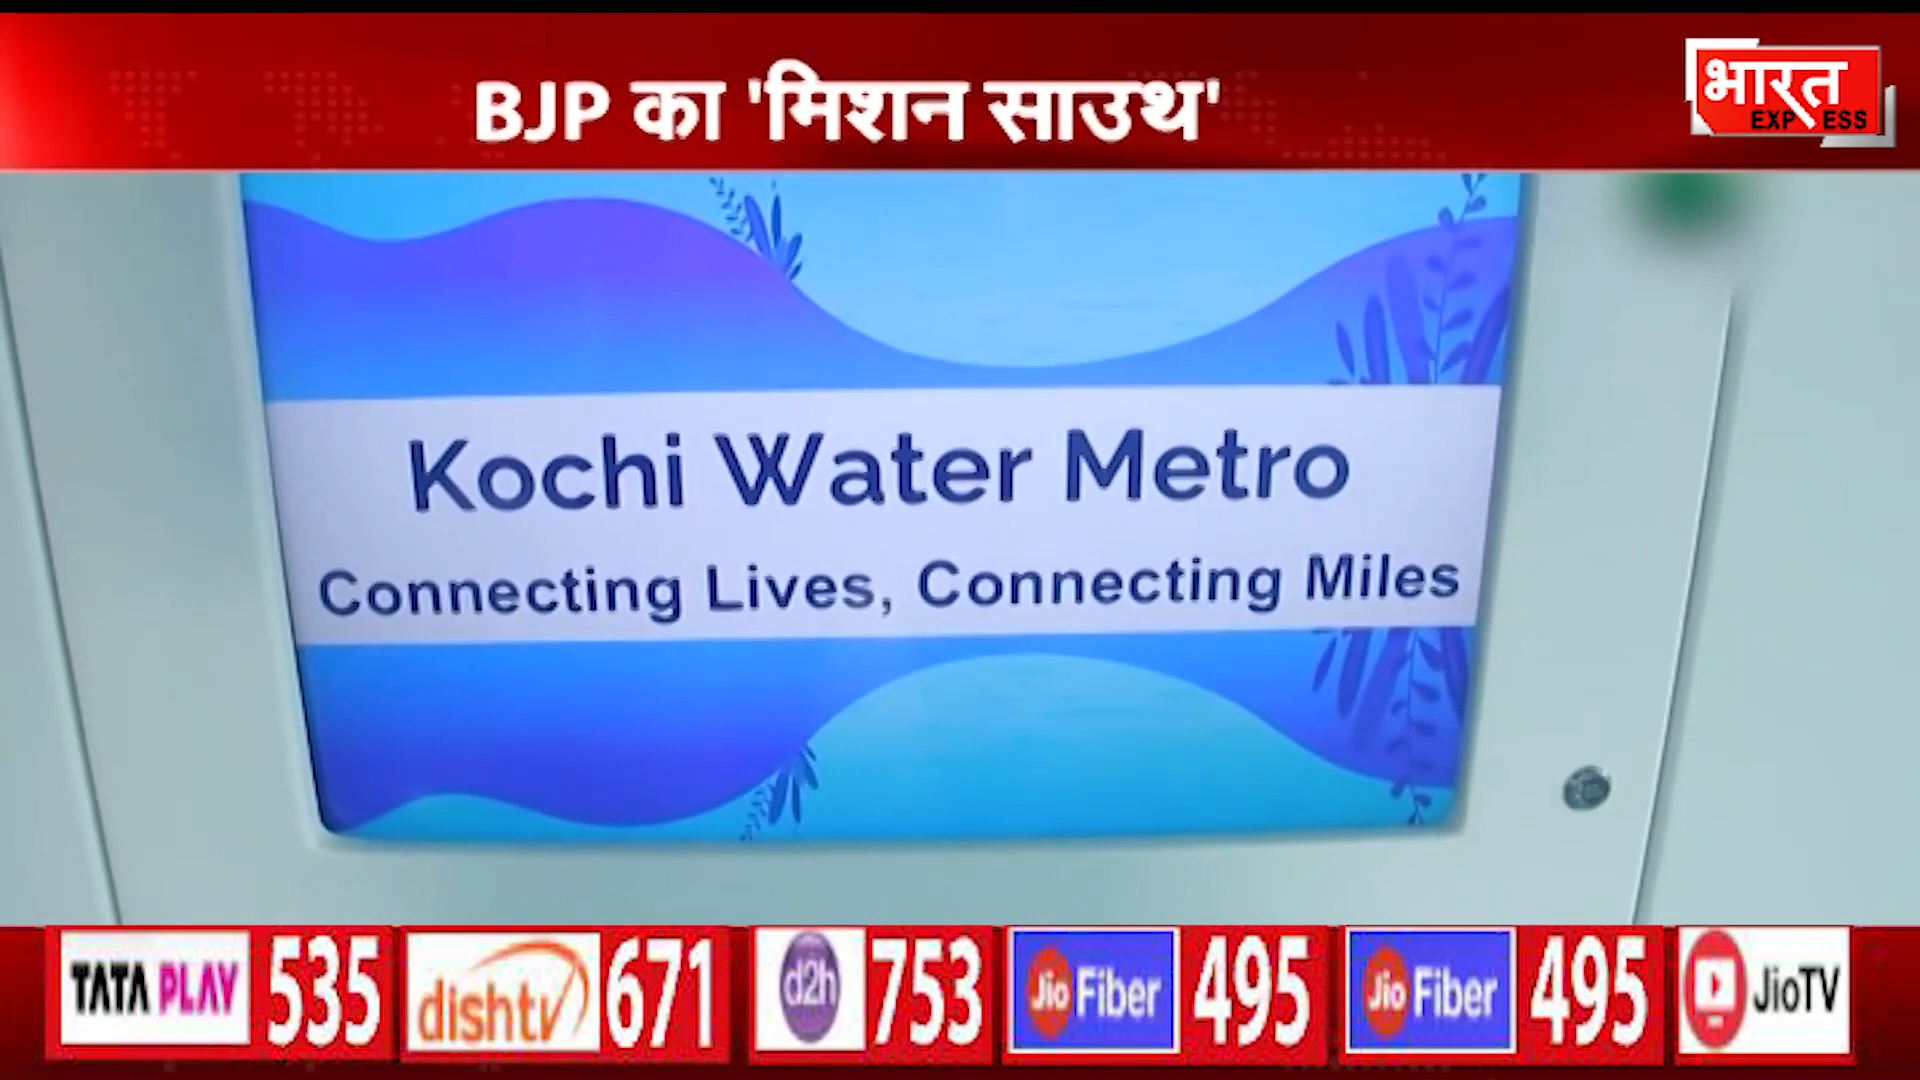 BJP का 'मिशन साउथ'
भारत
EXPRESS
Kochi Water Metro
Connecting Lives, Connecting Miles
TATA PLAY 535 dishtv 671 d2h 753 Jio Fiber 495 Jio Fiber 495 JioTV